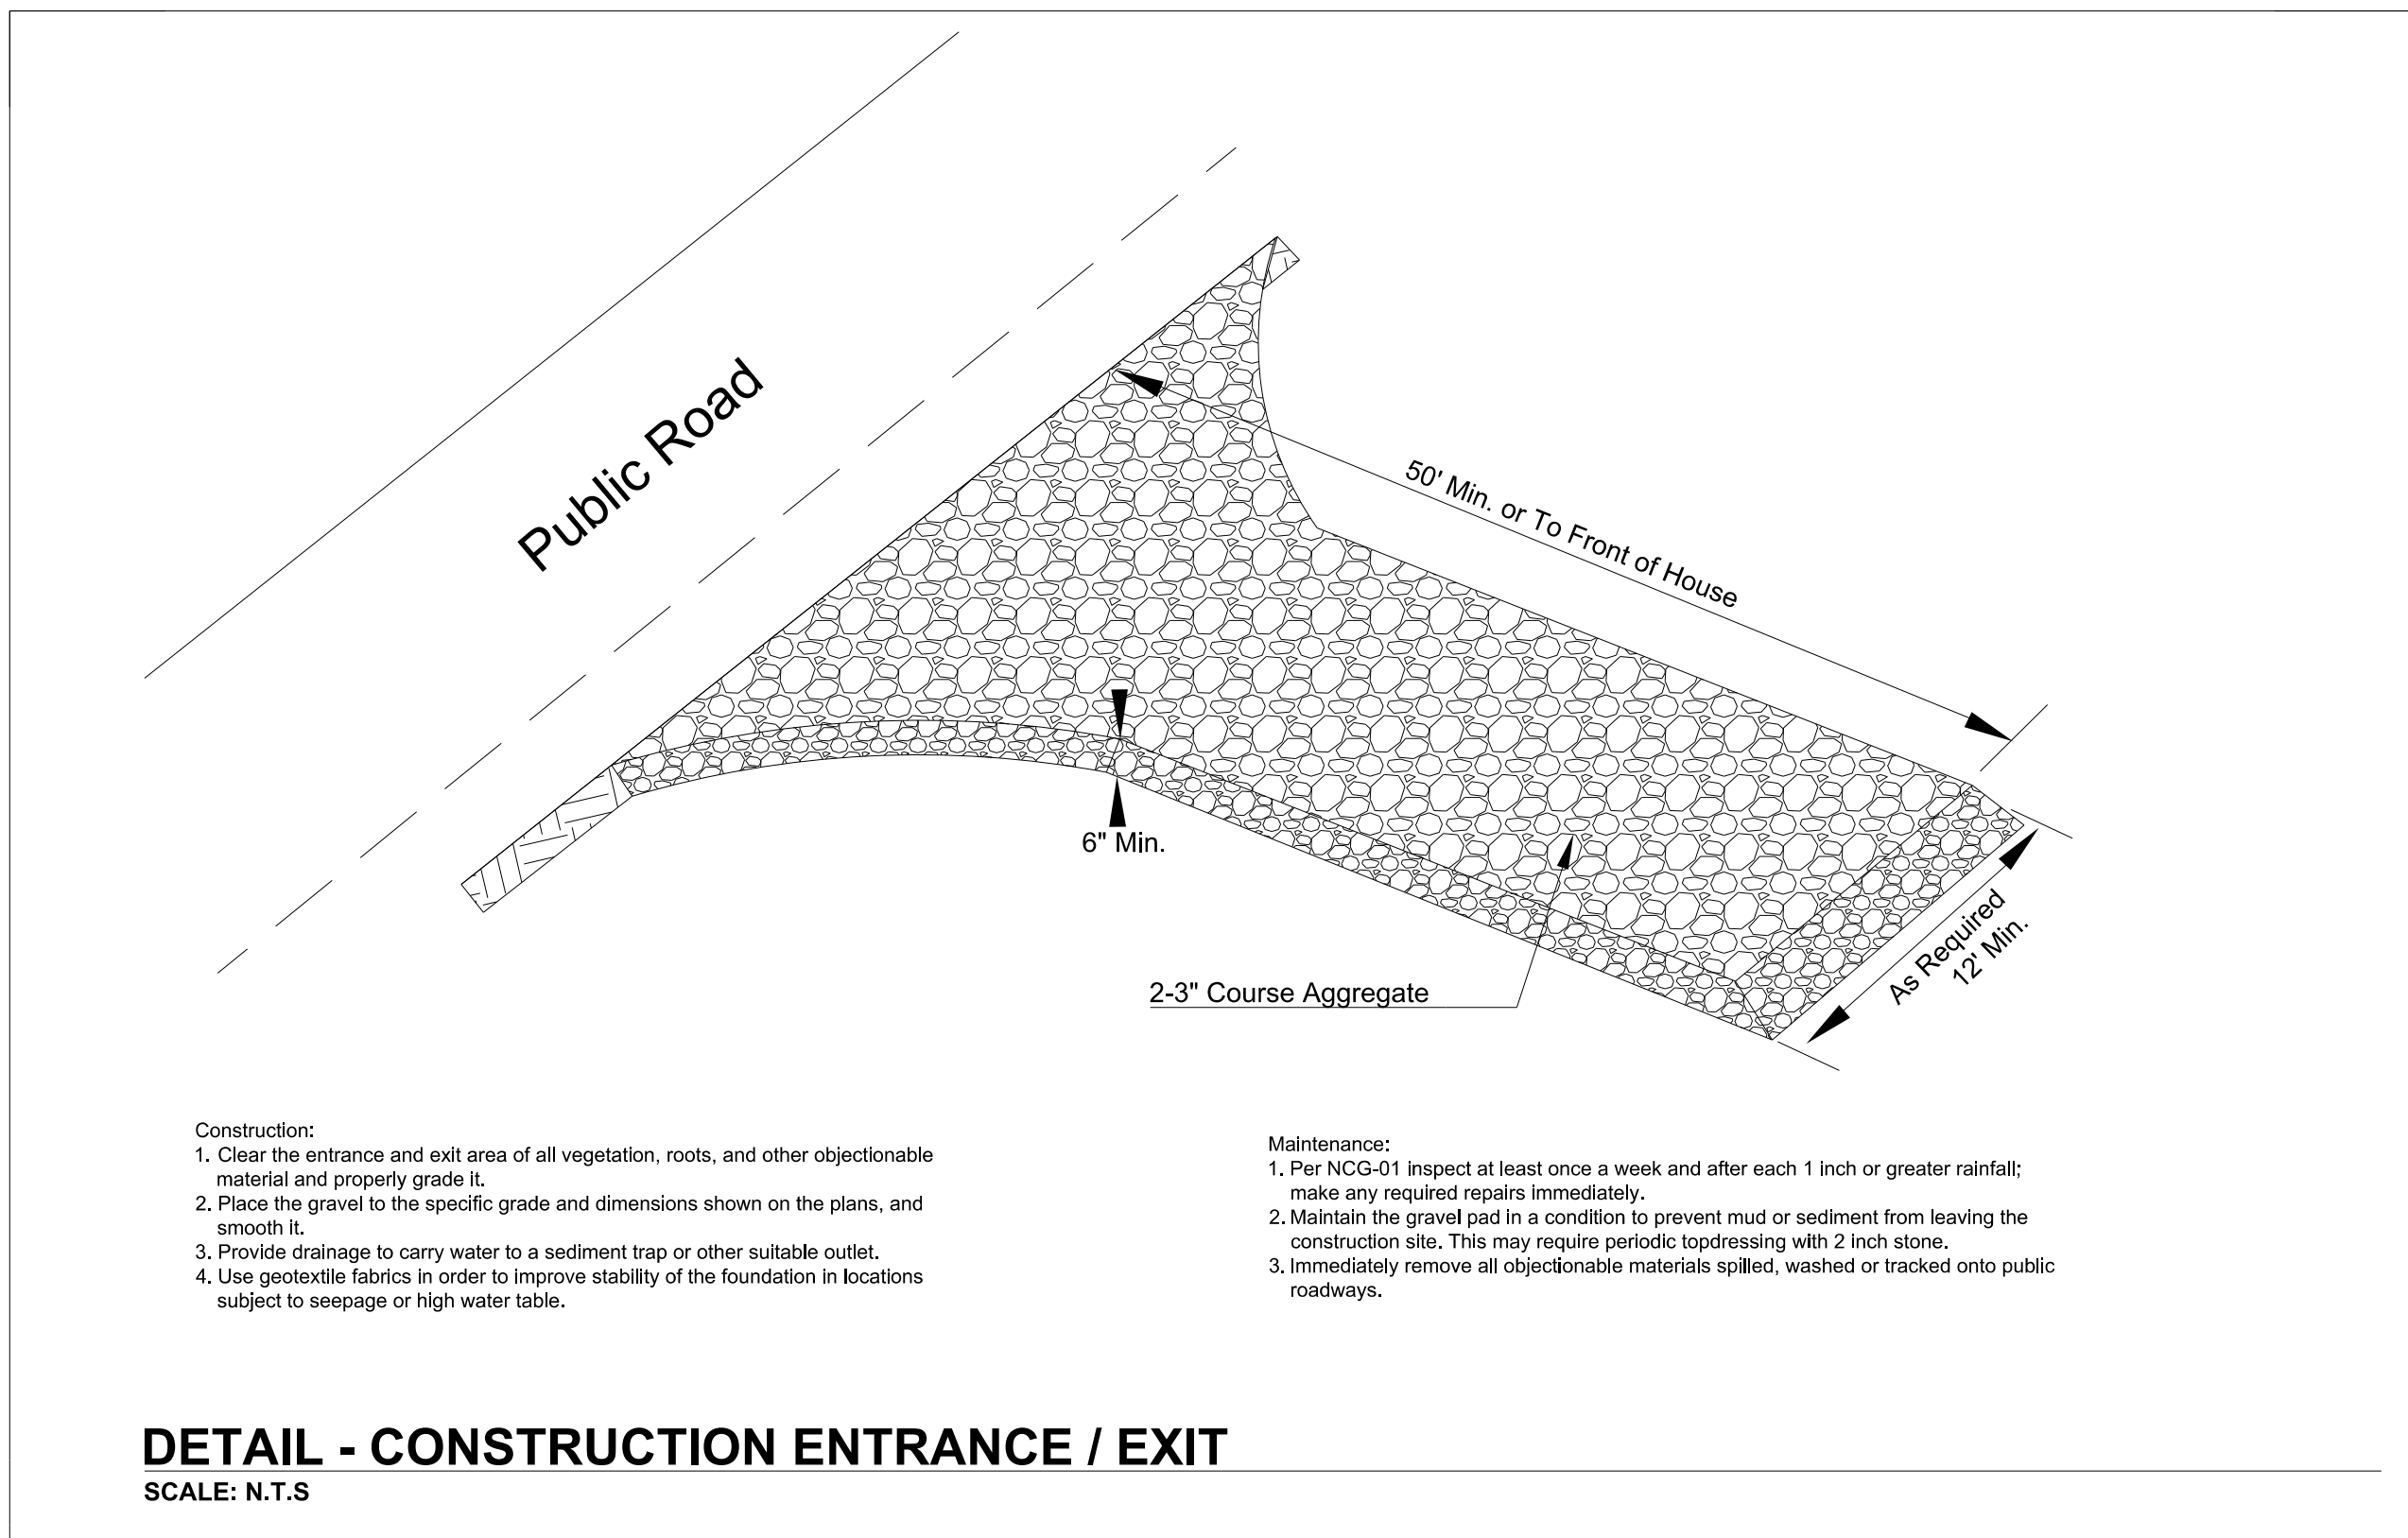 Public Road
50' Min. or To Front of House
6" Min.
2-3" Course Aggregate
As Required
12' Min.
Construction:
1. Clear the entrance and exit area of all vegetation, roots, and other objectionable
material and properly grade it.
2. Place the gravel to the specific grade and dimensions shown on the plans, and
smooth it.
3. Provide drainage to carry water to a sediment trap or other suitable outlet.
4. Use geotextile fabrics in order to improve stability of the foundation in locations
subject to seepage or high water table.
Maintenance:
1. Per NCG-01 inspect at least once a week and after each 1 inch or greater rainfall;
make any required repairs immediately.
2. Maintain the gravel pad in a condition to prevent mud or sediment from leaving the
construction site. This may require periodic topdressing with 2 inch stone.
3. Immediately remove all objectionable materials spilled, washed or tracked onto public
roadways.
DETAIL - CONSTRUCTION ENTRANCE / EXIT
SCALE: N.T.S